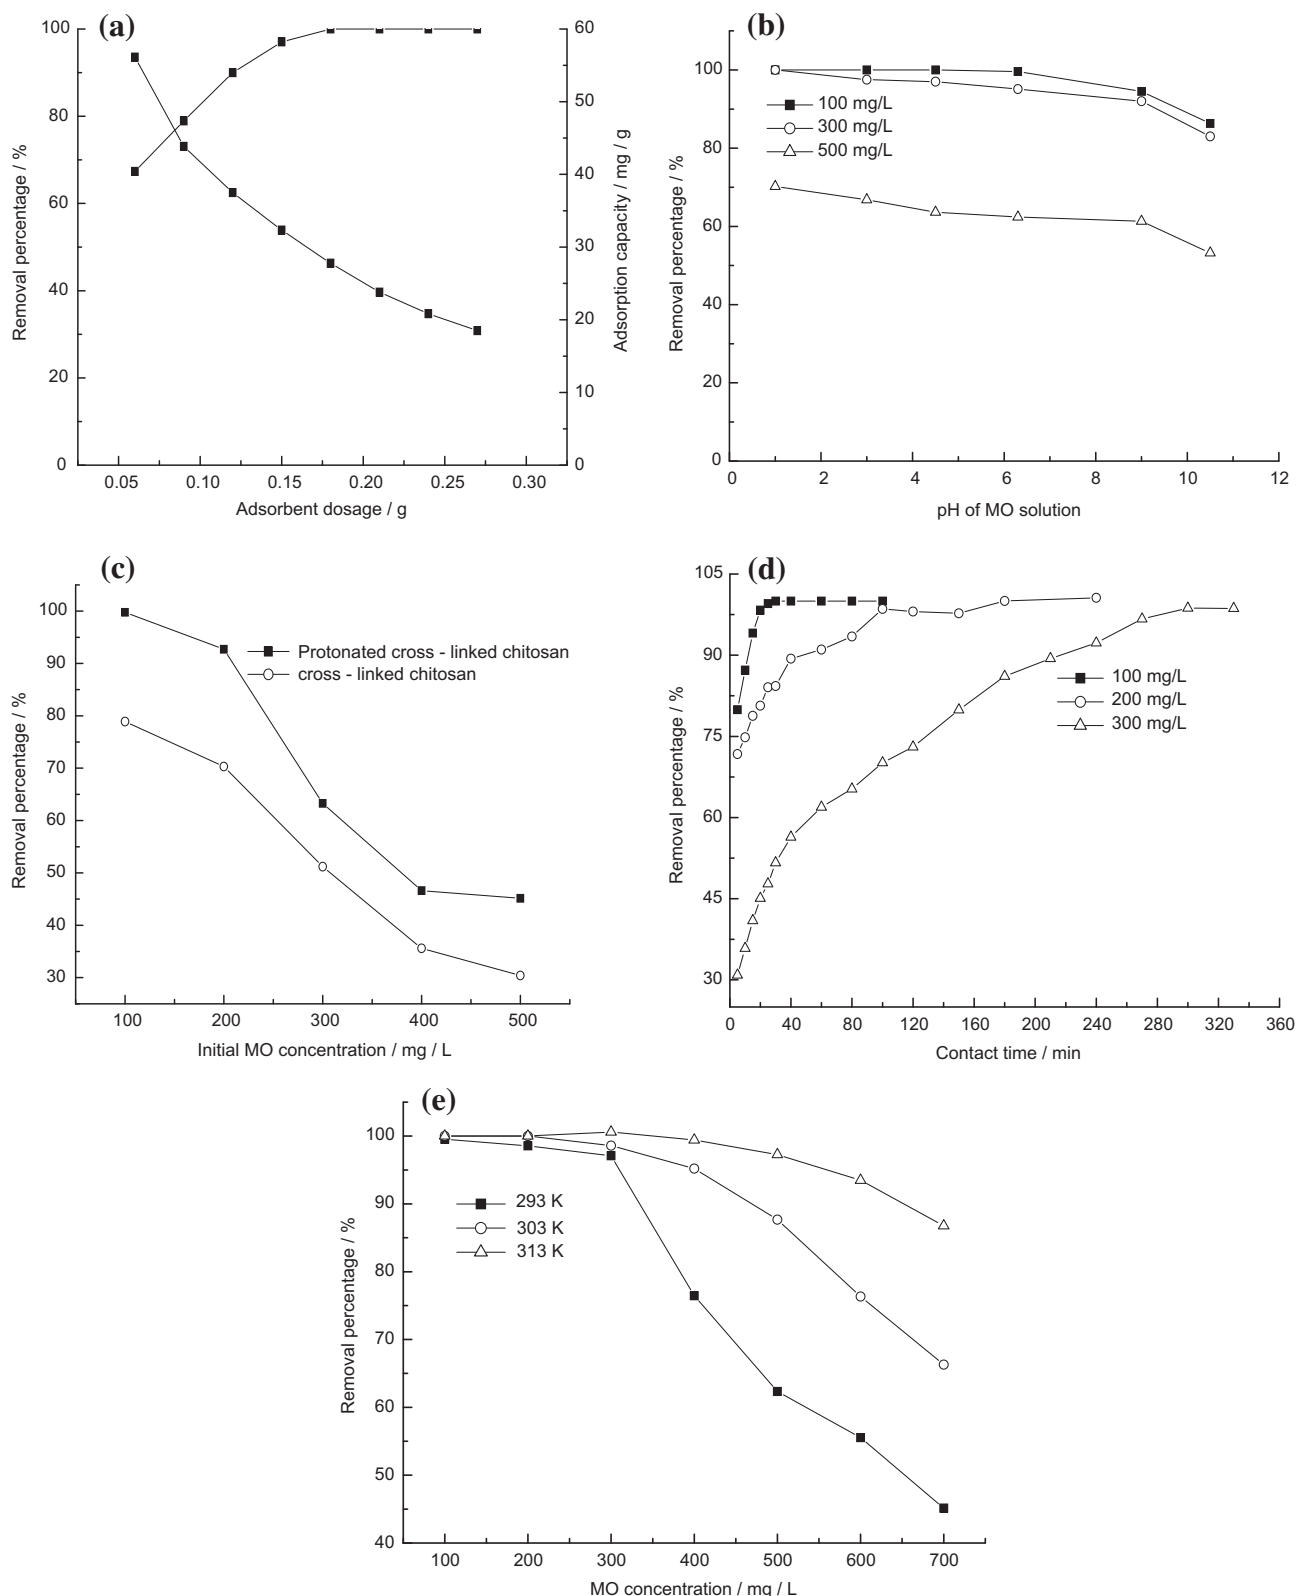 (a)
100
80
60
40
20
0
Removal percentage / %
60
50
40
30
20
10
0
Adsorption capacity / mg / g
0.05 0.10 0.15 0.20 0.25 0.30
Adsorbent dosage / g
(b)
100
80
60
40
20
0
Removal percentage / %
100 mg/L
300 mg/L
500 mg/L
0 2 4 6 8 10 12
pH of MO solution
(c)
100
90
80
70
60
50
40
30
Removal percentage / %
Protonated cross - linked chitosan
cross - linked chitosan
100 200 300 400 500
Initial MO concentration / mg / L
(d)
105
90
75
60
45
30
Removal percentage / %
100 mg/L
200 mg/L
300 mg/L
0 40 80 120 160 200 240 280 320 360
Contact time / min
(e)
100
90
80
70
60
50
40
Removal percentage / %
293 K
303 K
313 K
100 200 300 400 500 600 700
MO concentration / mg / L